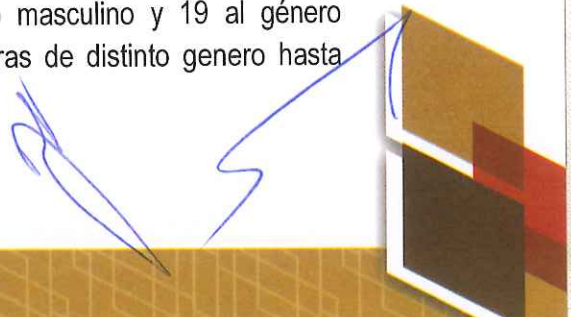 masculino y 19 al género
ras de distinto genero hasta